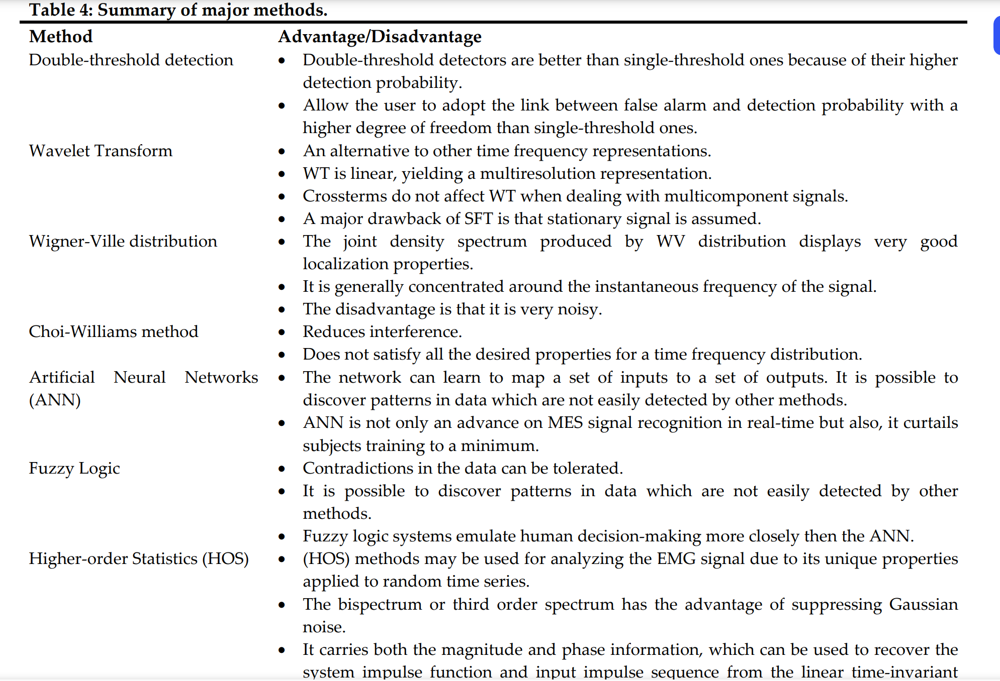 Table 4: Summary of major methods.
Method Advantage/Disadvantage
Double-threshold detection • Double-threshold detectors are better than single-threshold ones because of their higher
detection probability.
• Allow the user to adopt the link between false alarm and detection probability with a
higher degree of freedom than single-threshold ones.
Wavelet Transform • An alternative to other time frequency representations.
• WT is linear, yielding a multiresolution representation.
• Crossterms do not affect WT when dealing with multicomponent signals.
• A major drawback of SFT is that stationary signal is assumed.
Wigner-Ville distribution • The joint density spectrum produced by WV distribution displays very good
localization properties.
• It is generally concentrated around the instantaneous frequency of the signal.
• The disadvantage is that it is very noisy.
Choi-Williams method • Reduces interference.
• Does not satisfy all the desired properties for a time frequency distribution.
Artificial Neural Networks • The network can learn to map a set of inputs to a set of outputs. It is possible to
(ANN) discover patterns in data which are not easily detected by other methods.
• ANN is not only an advance on MES signal recognition in real-time but also, it curtails
subjects training to a minimum.
Fuzzy Logic • Contradictions in the data can be tolerated.
• It is possible to discover patterns in data which are not easily detected by other
methods.
• Fuzzy logic systems emulate human decision-making more closely then the ANN.
Higher-order Statistics (HOS) • (HOS) methods may be used for analyzing the EMG signal due to its unique properties
applied to random time series.
• The bispectrum or third order spectrum has the advantage of suppressing Gaussian
noise.
• It carries both the magnitude and phase information, which can be used to recover the
system impulse function and input impulse sequence from the linear time-invariant